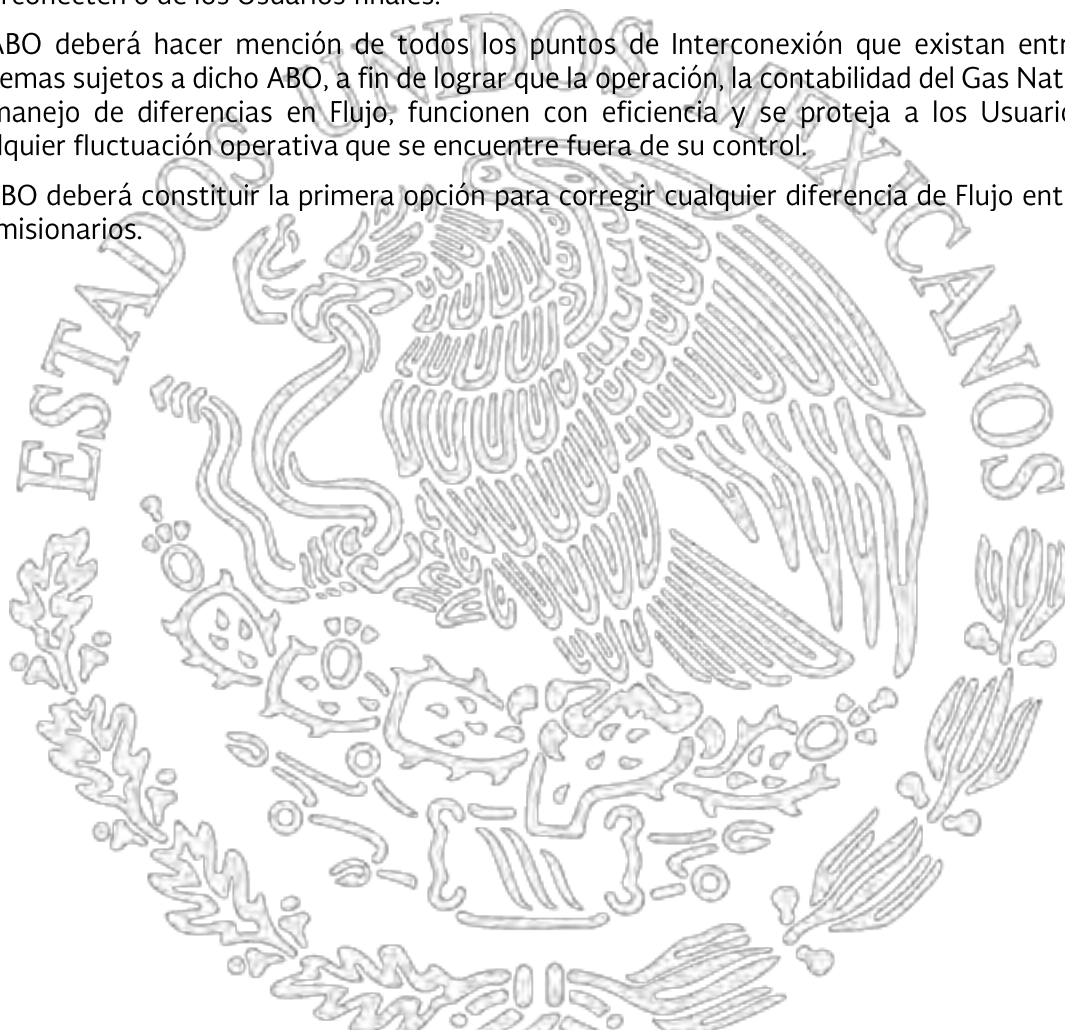 rconecten o de los Usuarios finales.
ABO deberá hacer mención de todos los puntos de Interconexión que existan entr
emas sujetos a dicho ABO, a fin de lograr que la operación, la contabilidad del Gas Nat
manejo de diferencias en Flujo, funcionen con eficiencia y se proteja a los Usuari
lquier fluctuación operativa que se encuentre fuera de su control.
BO deberá constituir la primera opción para corregir cualquier diferencia de Flujo ent
misionarios.
ESTADOS UNIDOS MEXICANOS